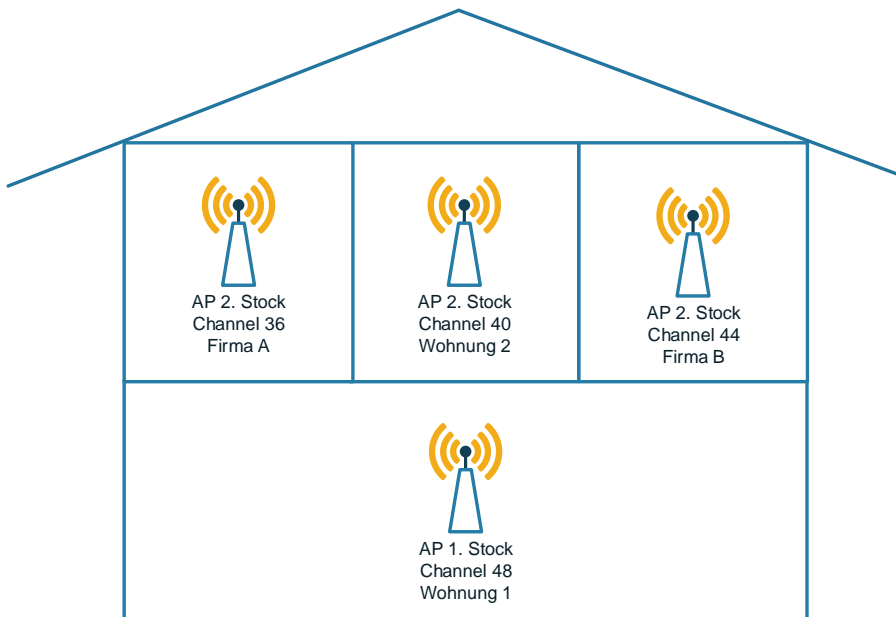 AP 2. Stock
Channel 36
Firma A
AP 2. Stock
Channel 40
Wohnung 2
AP 2. Stock
Channel 44
Firma B
AP 1. Stock
Channel 48
Wohnung 1